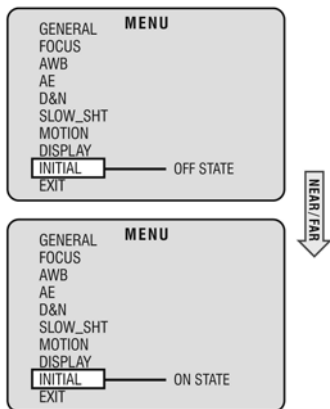 MENU
GENERAL
FOCUS
AWB
AE
D&N
SLOW_SHT
MOTION
DISPLAY
INITIAL OFF STATE
EXIT
NEAR/FAR
MENU
GENERAL
FOCUS
AWB
AE
D&N
SLOW_SHT
MOTION
DISPLAY
INITIAL ON STATE
EXIT